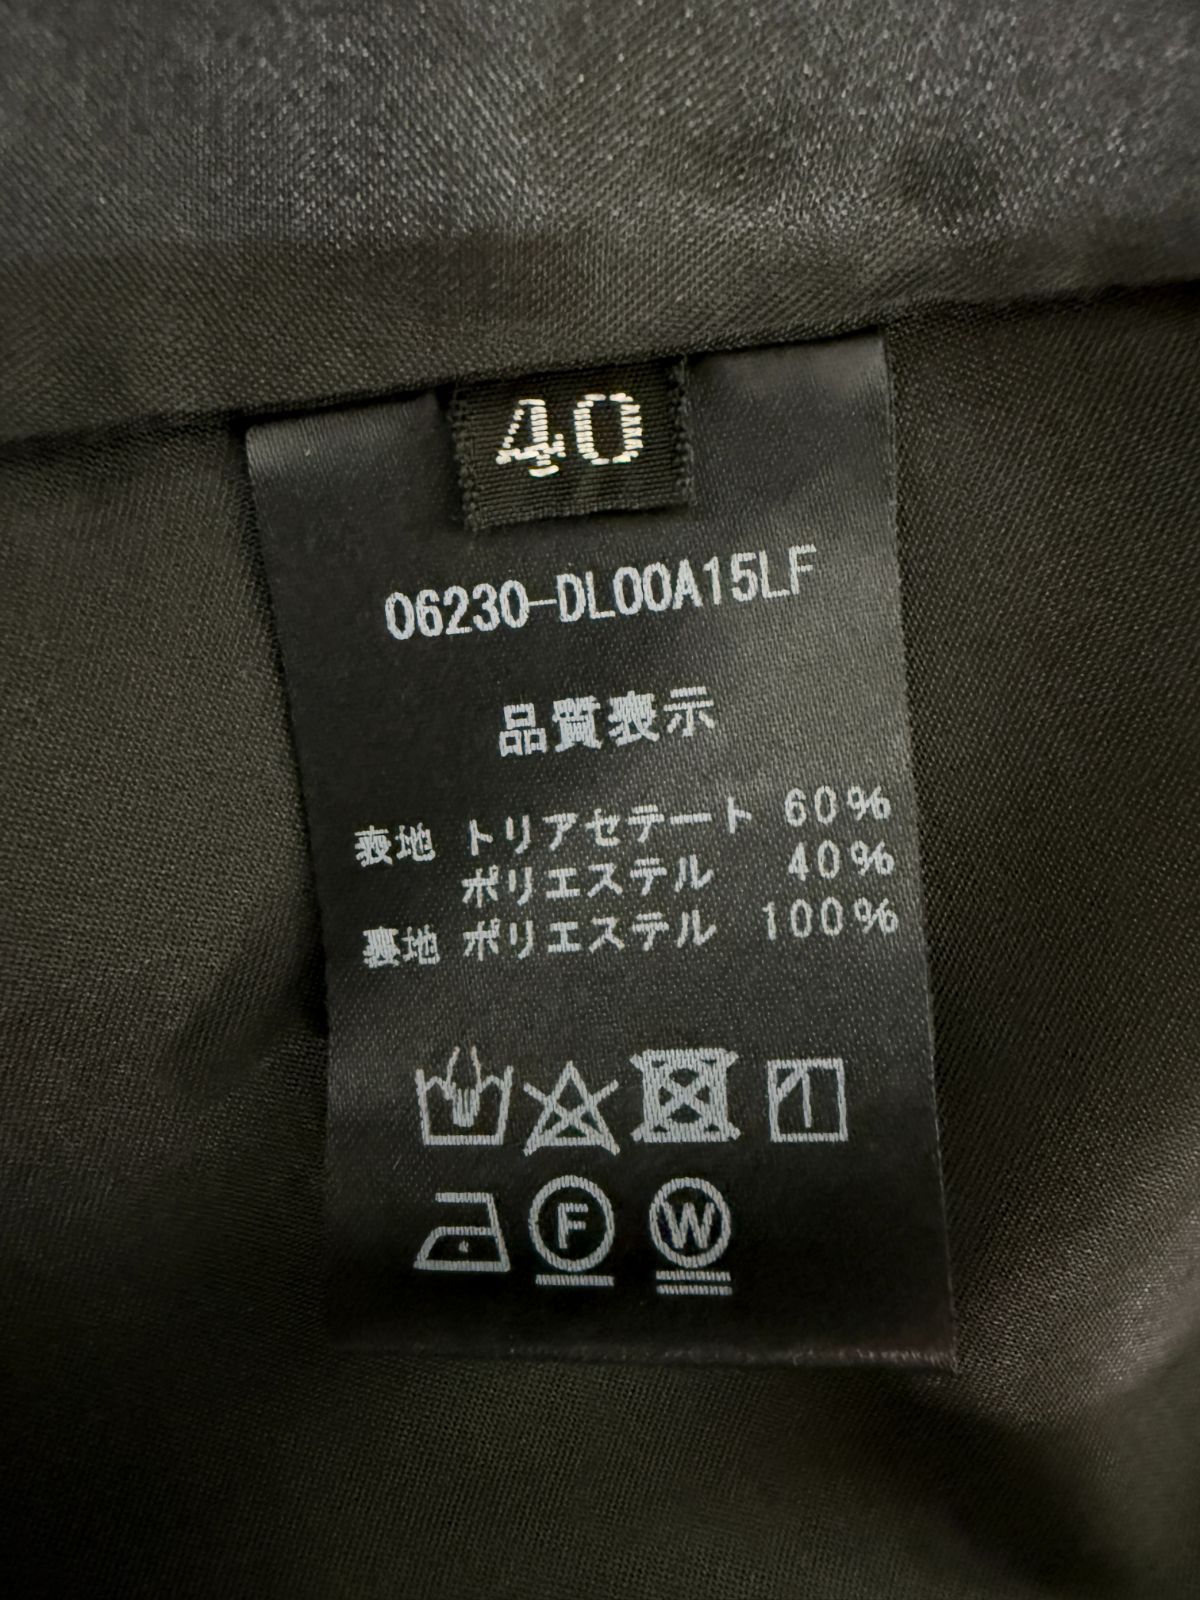 40
06230-DL00A15LF
品質表示
表地 トリアセテート 60%
ポリエステル 40%
裏地 ポリエステル 100%
F W